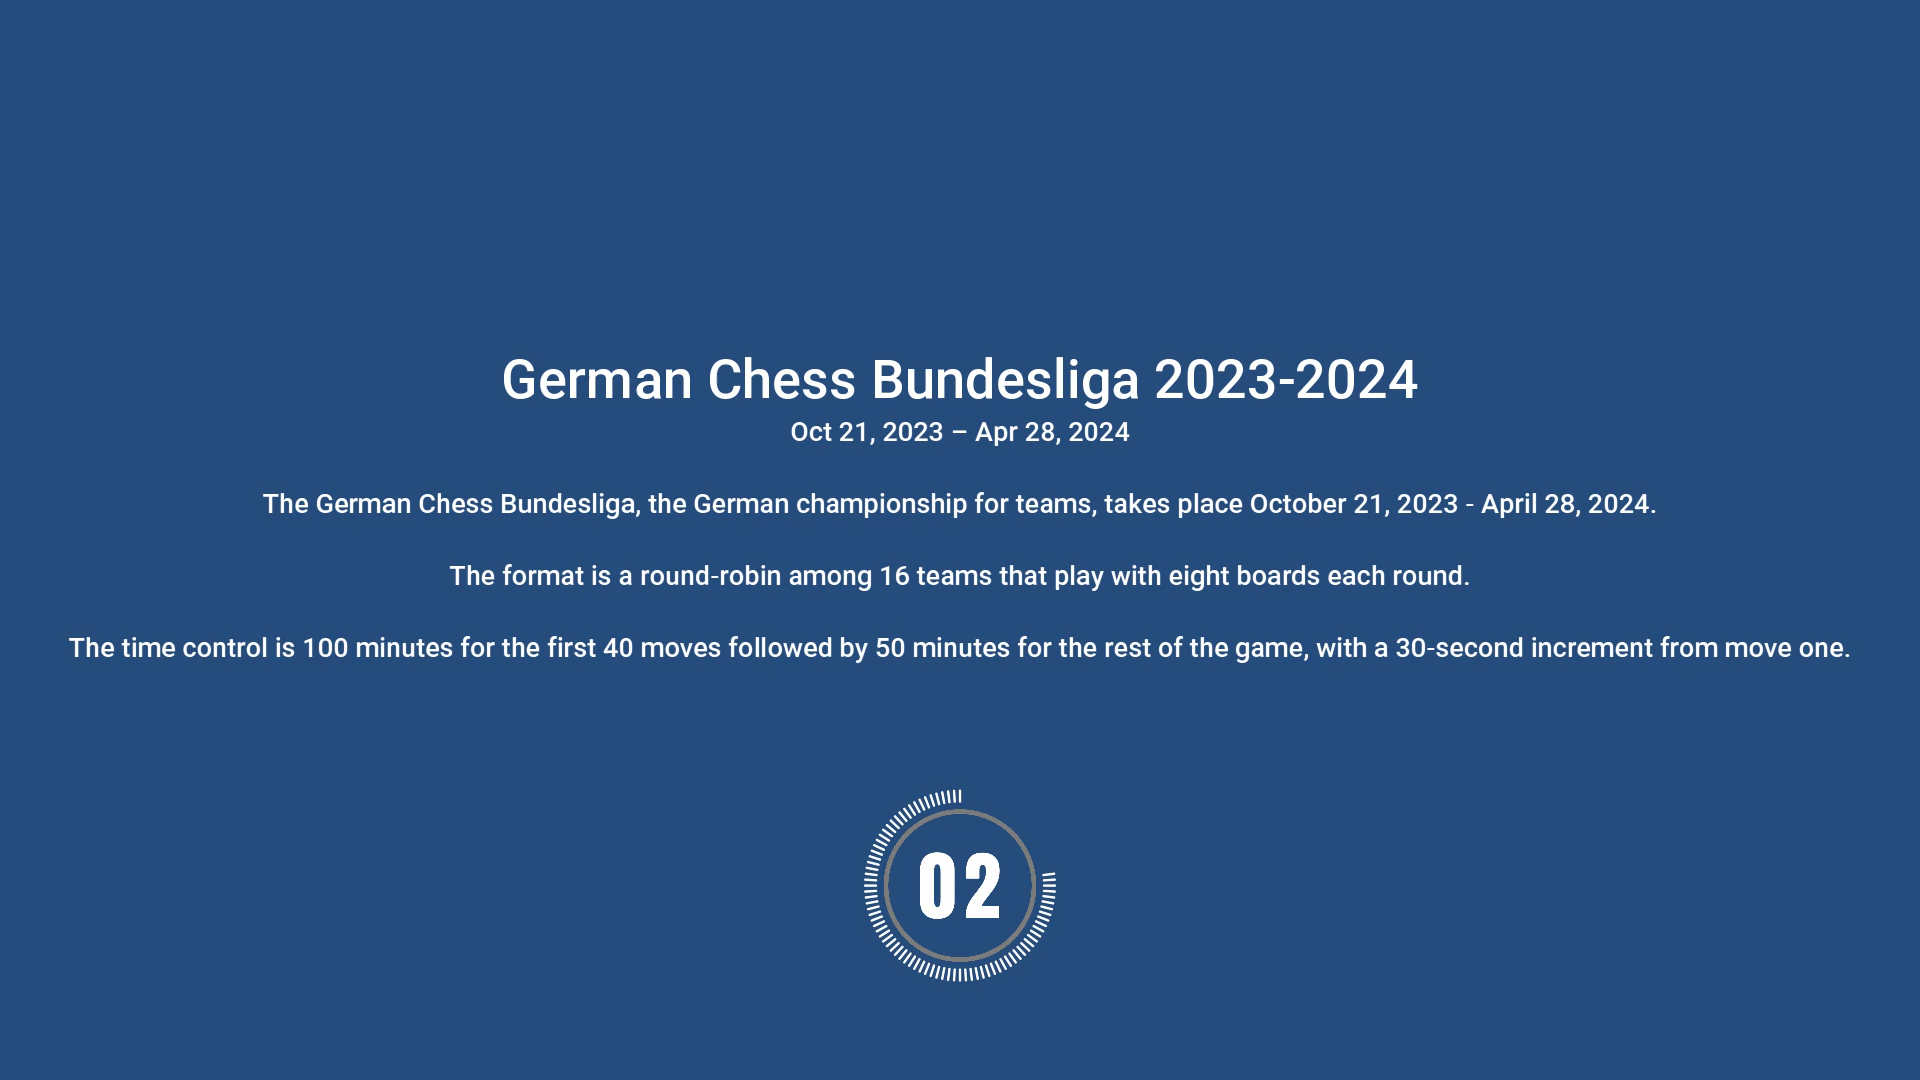 German Chess Bundesliga 2023-2024
Oct 21, 2023 – Apr 28, 2024
The German Chess Bundesliga, the German championship for teams, takes place October 21, 2023 - April 28, 2024.
The format is a round-robin among 16 teams that play with eight boards each round.
The time control is 100 minutes for the first 40 moves followed by 50 minutes for the rest of the game, with a 30-second increment from move one.
02